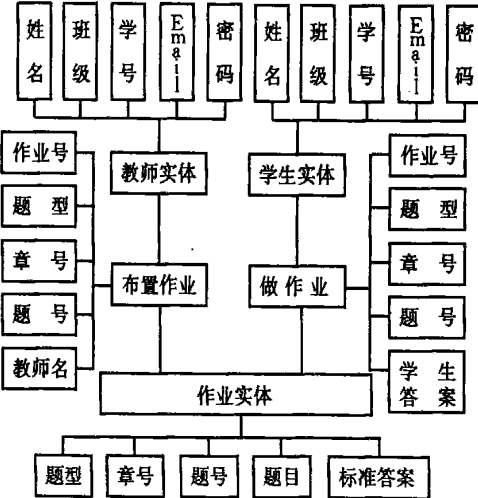 姓名
班级
学号
Email
密码
姓名
班级
学号
Email
密码
作业号
教师实体
学生实体
作业号
题型
题型
章号
布置作业
做作业
章号
题号
题号
教师名
学生
答案
作业实体
题型
章号
题号
题目
标准答案